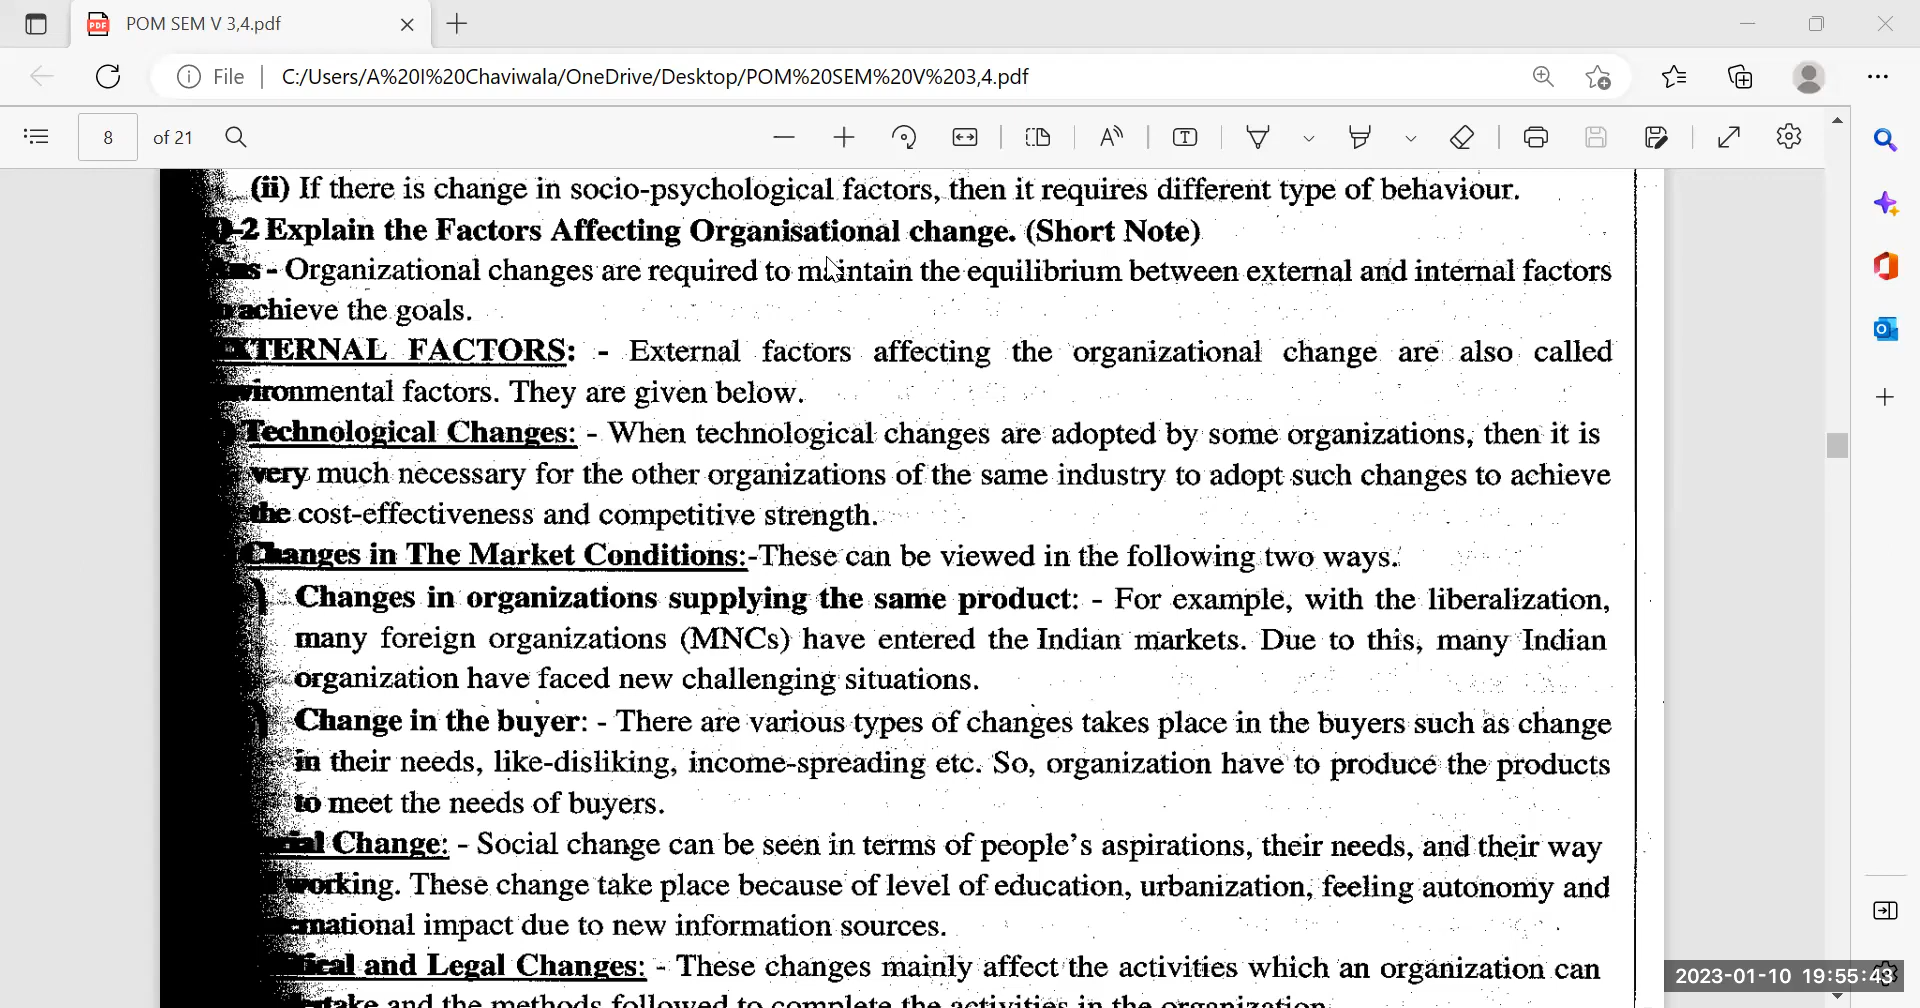 POM SEM V 3,4.pdf
File
C:/Users/A%20I%20Chaviwala/OneDrive/Desktop/POM%20SEM%20V%203,4.pdf
8 of 21
(ii) If there is change in socio-psychological factors, then it requires different type of behaviour.
-2 Explain the Factors Affecting Organisational change. (Short Note)
- Organizational changes are required to maintain the equilibrium between external and internal factors
achieve the goals.
EXTERNAL FACTORS: - External factors affecting the organizational change are also called
environmental factors. They are given below.
Technological Changes: - When technological changes are adopted by some organizations, then it is
very much necessary for the other organizations of the same industry to adopt such changes to achieve
the cost-effectiveness and competitive strength.
Changes in The Market Conditions:-These can be viewed in the following two ways.
) Changes in organizations supplying the same product: - For example, with the liberalization,
many foreign organizations (MNCs) have entered the Indian markets. Due to this, many Indian
organization have faced new challenging situations.
) Change in the buyer: - There are various types of changes takes place in the buyers such as change
in their needs, like-disliking, income-spreading etc. So, organization have to produce the products
to meet the needs of buyers.
Change: - Social change can be seen in terms of people's aspirations, their needs, and their way
working. These change take place because of level of education, urbanization, feeling autonomy and
impact due to new information sources.
and Legal Changes: - These changes mainly affect the activities which an organization can
and the methods followed to complete the activities in the organization.
2023-01-10 19:55:43